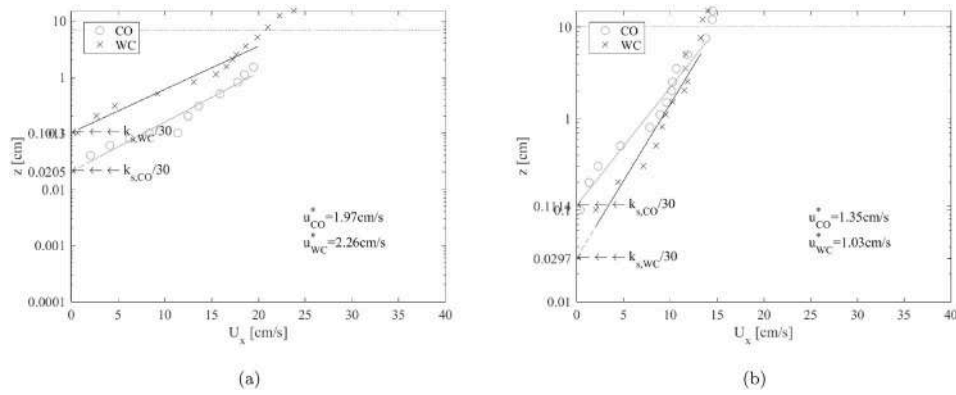 CO
WC
10
1
0.1
0.1013
0.0205
0.01
0.001
0.0001
z [cm]
← ← ← k_s,WC/30
← ← ← k_s,CO/30
u*_CO=1.97cm/s
u*_WC=2.26cm/s
0 5 10 15 20 25 30 35 40
U_x [cm/s]
(a)
CO
WC
10
1
0.1114
0.1
0.0297
0.01
z [cm]
← ← ← k_s,CO/30
← ← ← k_s,WC/30
u*_CO=1.35cm/s
u*_WC=1.03cm/s
0 5 10 15 20 25 30 35 40
U_x [cm/s]
(b)